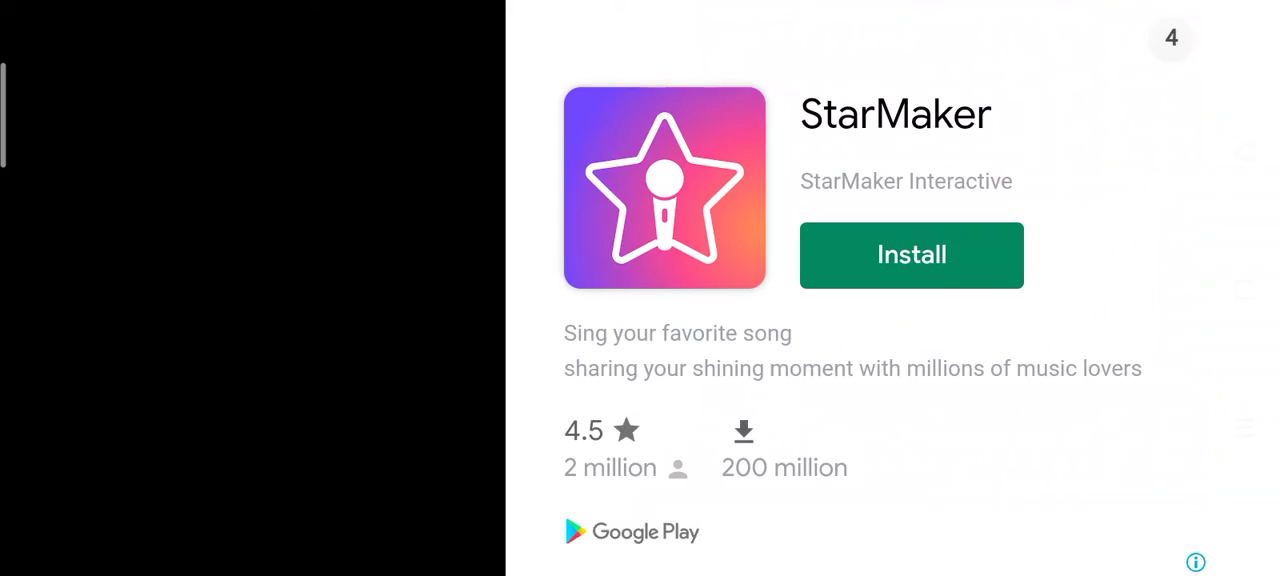 4
StarMaker
StarMaker Interactive
Install
Sing your favorite song
sharing your shining moment with millions of music lovers
4.5
2 million
200 million
Google Play